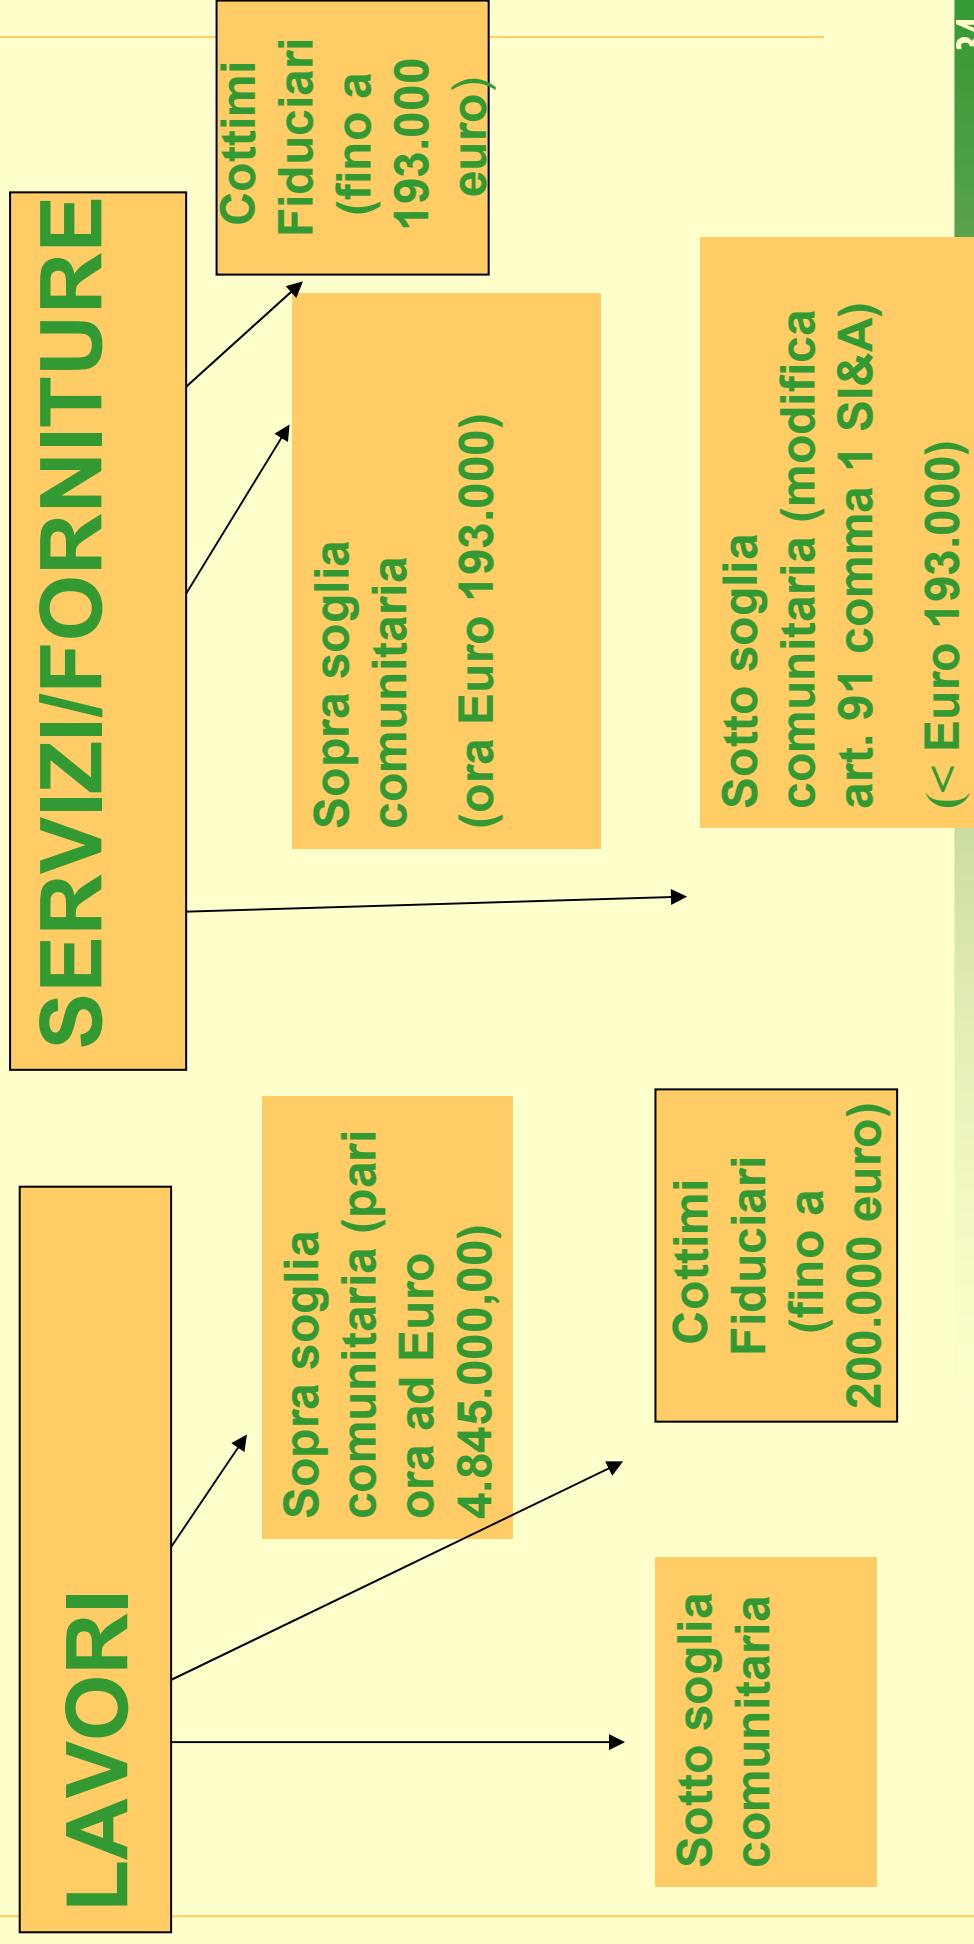 LAVORI
Sopra soglia
comunitaria (pari
ora ad Euro
4.845.000,00)
Sotto soglia
comunitaria
Cottimi
Fiduciari
(fino a
200.000 euro)
SERVIZI/FORNITURE
Cottimi
Fiduciari
(fino a
193.000
euro)
Sopra soglia
comunitaria
(ora Euro 193.000)
Sotto soglia
comunitaria (modifica
art. 91 comma 1 SI&A)
(< Euro 193.000)
34